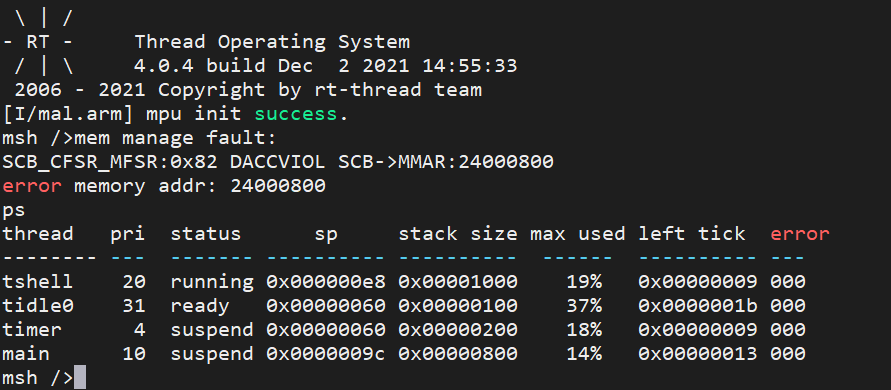 \ | /
- RT -     Thread Operating System
 / | \     4.0.4 build Dec  2 2021 14:55:33
 2006 - 2021 Copyright by rt-thread team
[I/mal.arm] mpu init success.
msh />mem manage fault:
SCB_CFSR_MFSR:0x82 DACCVIOL SCB->MMAR:24000800
error memory addr: 24000800
ps
thread   pri  status      sp     stack size max used left tick  error
-------- ---  ------- ---------- ----------  ------  ---------- ---
tshell    20  running 0x000000e8 0x00001000    19%   0x00000009 000
tidle0    31  ready   0x00000060 0x00000100    37%   0x0000001b 000
timer      4  suspend 0x00000060 0x00000200    18%   0x00000009 000
main      10  suspend 0x0000009c 0x00000800    14%   0x00000013 000
msh />